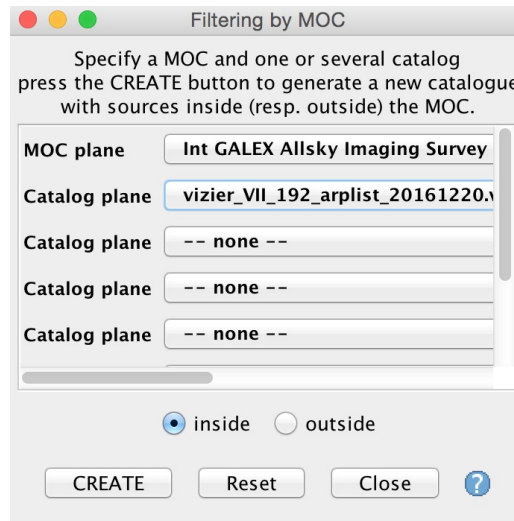 Filtering by MOC
Specify a MOC and one or several catalog
press the CREATE button to generate a new catalogue
with sources inside (resp. outside) the MOC.
MOC plane Int GALEX Allsky Imaging Survey
Catalog plane vizier_VII_192_arplist_20161220.v
Catalog plane -- none --
Catalog plane -- none --
Catalog plane -- none --
inside outside
CREATE Reset Close ?